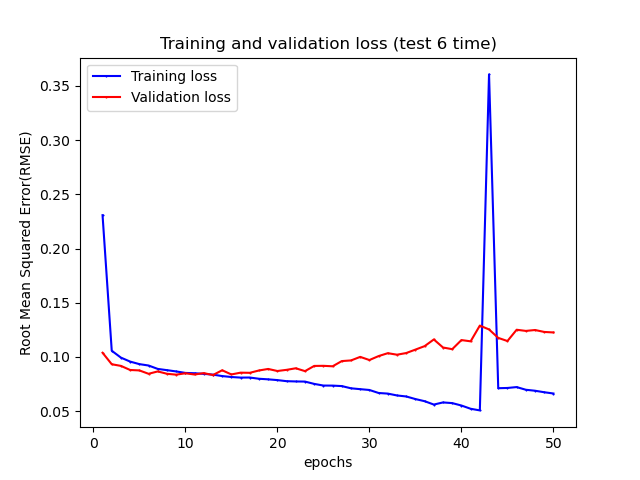 Training and validation loss (test 6 time)
Training loss
Validation loss
Root Mean Squared Error(RMSE)
0.35
0.30
0.25
0.20
0.15
0.10
0.05
0 10 20 30 40 50
epochs